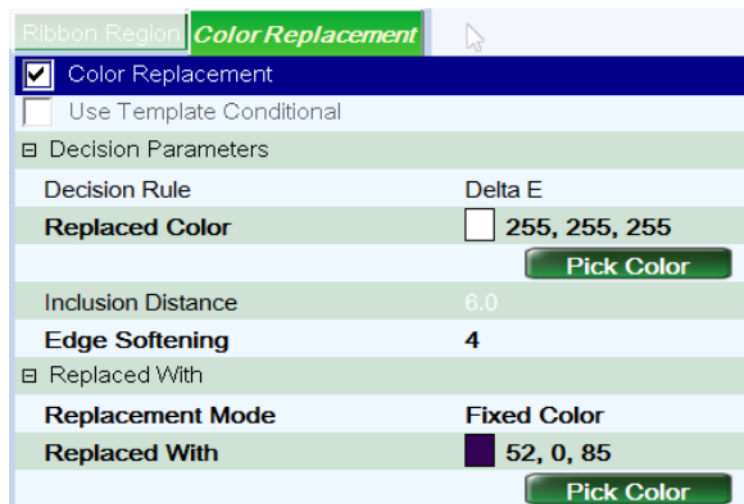 Ribbon Region Color Replacement
Color Replacement
Use Template Conditional
Decision Parameters
Decision Rule Delta E
Replaced Color 255, 255, 255
Pick Color
Inclusion Distance 6.0
Edge Softening 4
Replaced With
Replacement Mode Fixed Color
Replaced With 52, 0, 85
Pick Color